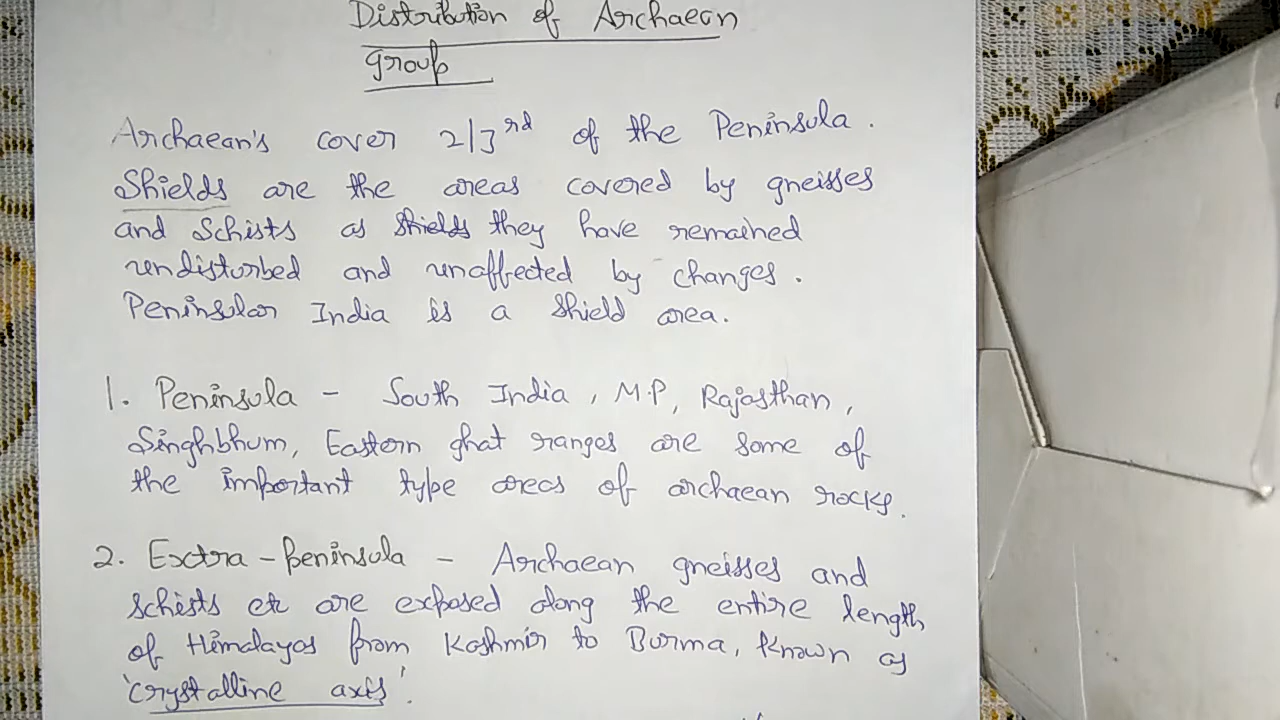 Distribution of Archaean
group
Archaean's cover 2/3rd of the Peninsula.
Shields are the areas covered by gneisses
and Schists as shields they have remained
undisturbed and unaffected by changes.
Peninsular India is a Shield area.
1. Peninsula - South India, M.P, Rajasthan,
Singhbhum, Eastern ghat ranges are some of
the important type areas of archaean rocks.
2. Extra-peninsula - Archaean gneisses and
schists etc are exposed along the entire length
of Himalayas from Kashmir to Burma, known as
'crystalline axis'.